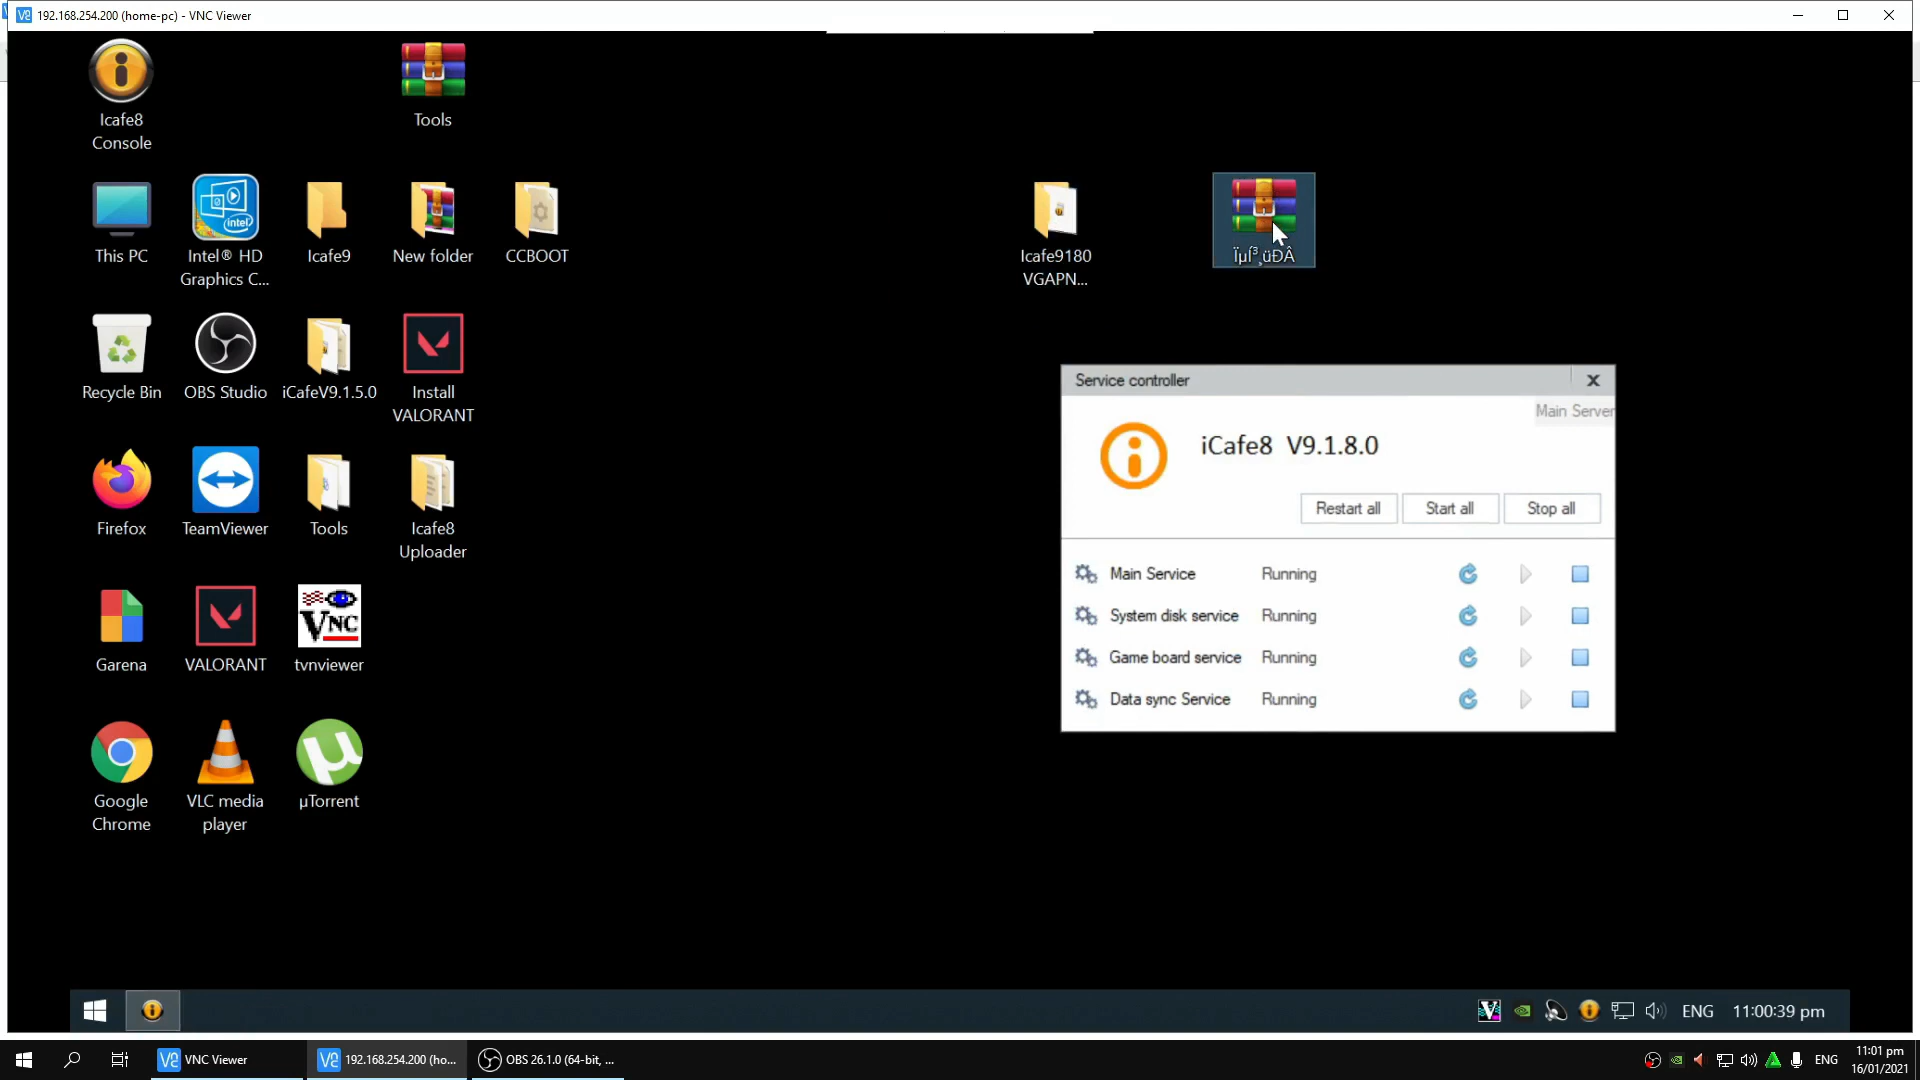 192.168.254.200 (home-pc) - VNC Viewer
Icafe8
Console
Tools
This PC
Intel® HD
Graphics C...
Icafe9
New folder
CCBOOT
Icafe9180
VGAPN...
ÏµÍ³¸üÐÂ
Recycle Bin
OBS Studio
iCafeV9.1.5.0
Install
VALORANT
Service controller
Main Server
iCafe8 V9.1.8.0
Restart all
Start all
Stop all
Firefox
TeamViewer
Tools
Icafe8
Uploader
Main Service Running
System disk service Running
Game board service Running
Data sync Service Running
Garena
VALORANT
VNC
tvnviewer
Google
Chrome
VLC media
player
µTorrent
ENG 11:00:39 pm
VNC Viewer
192.168.254.200 (ho...
OBS 26.1.0 (64-bit, ...
ENG
11:01 pm
16/01/2021